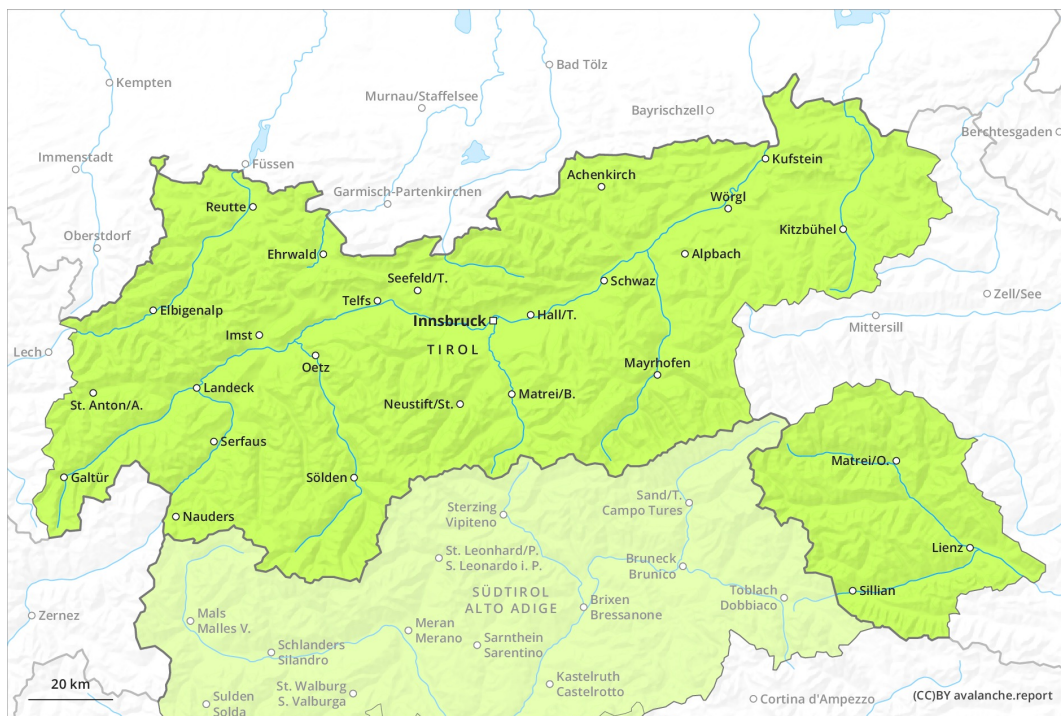 Kempten
Bad Tölz
Murnau/Staffelsee
Bayrischzell
Berchtesgaden
Immenstadt
Füssen
Kufstein
Achenkirch
Garmisch-Partenkirchen
Wörgl
Reutte
Oberstdorf
Kitzbühel
Ehrwald
Alpbach
Seefeld/T.
Schwaz
Zell/See
Telfs
Elbigenalp
Hall/T.
Innsbruck
Mittersill
Imst
TIROL
Lech
Oetz
Mayrhofen
Landeck
Matrei/B.
St. Anton/A.
Neustift/St.
Serfaus
Matrei/O.
Galtür
Sölden
Sand/T.
Campo Tures
Sterzing
Vipiteno
Nauders
Lienz
St. Leonhard/P.
S. Leonardo i. P.
Bruneck
Brunico
SÜDTIROL
ALTO ADIGE
Toblach
Dobbiaco
Sillian
Brixen
Bressanone
Zernez
Mals
Malles V.
Meran
Merano
Sarnthein
Sarentino
Schlanders
Silandro
Kastelruth
Castelrotto
20 km
St. Walburg
S. Valburga
Sulden
Solda
Cortina d'Ampezzo
(CC)BY avalanche.report